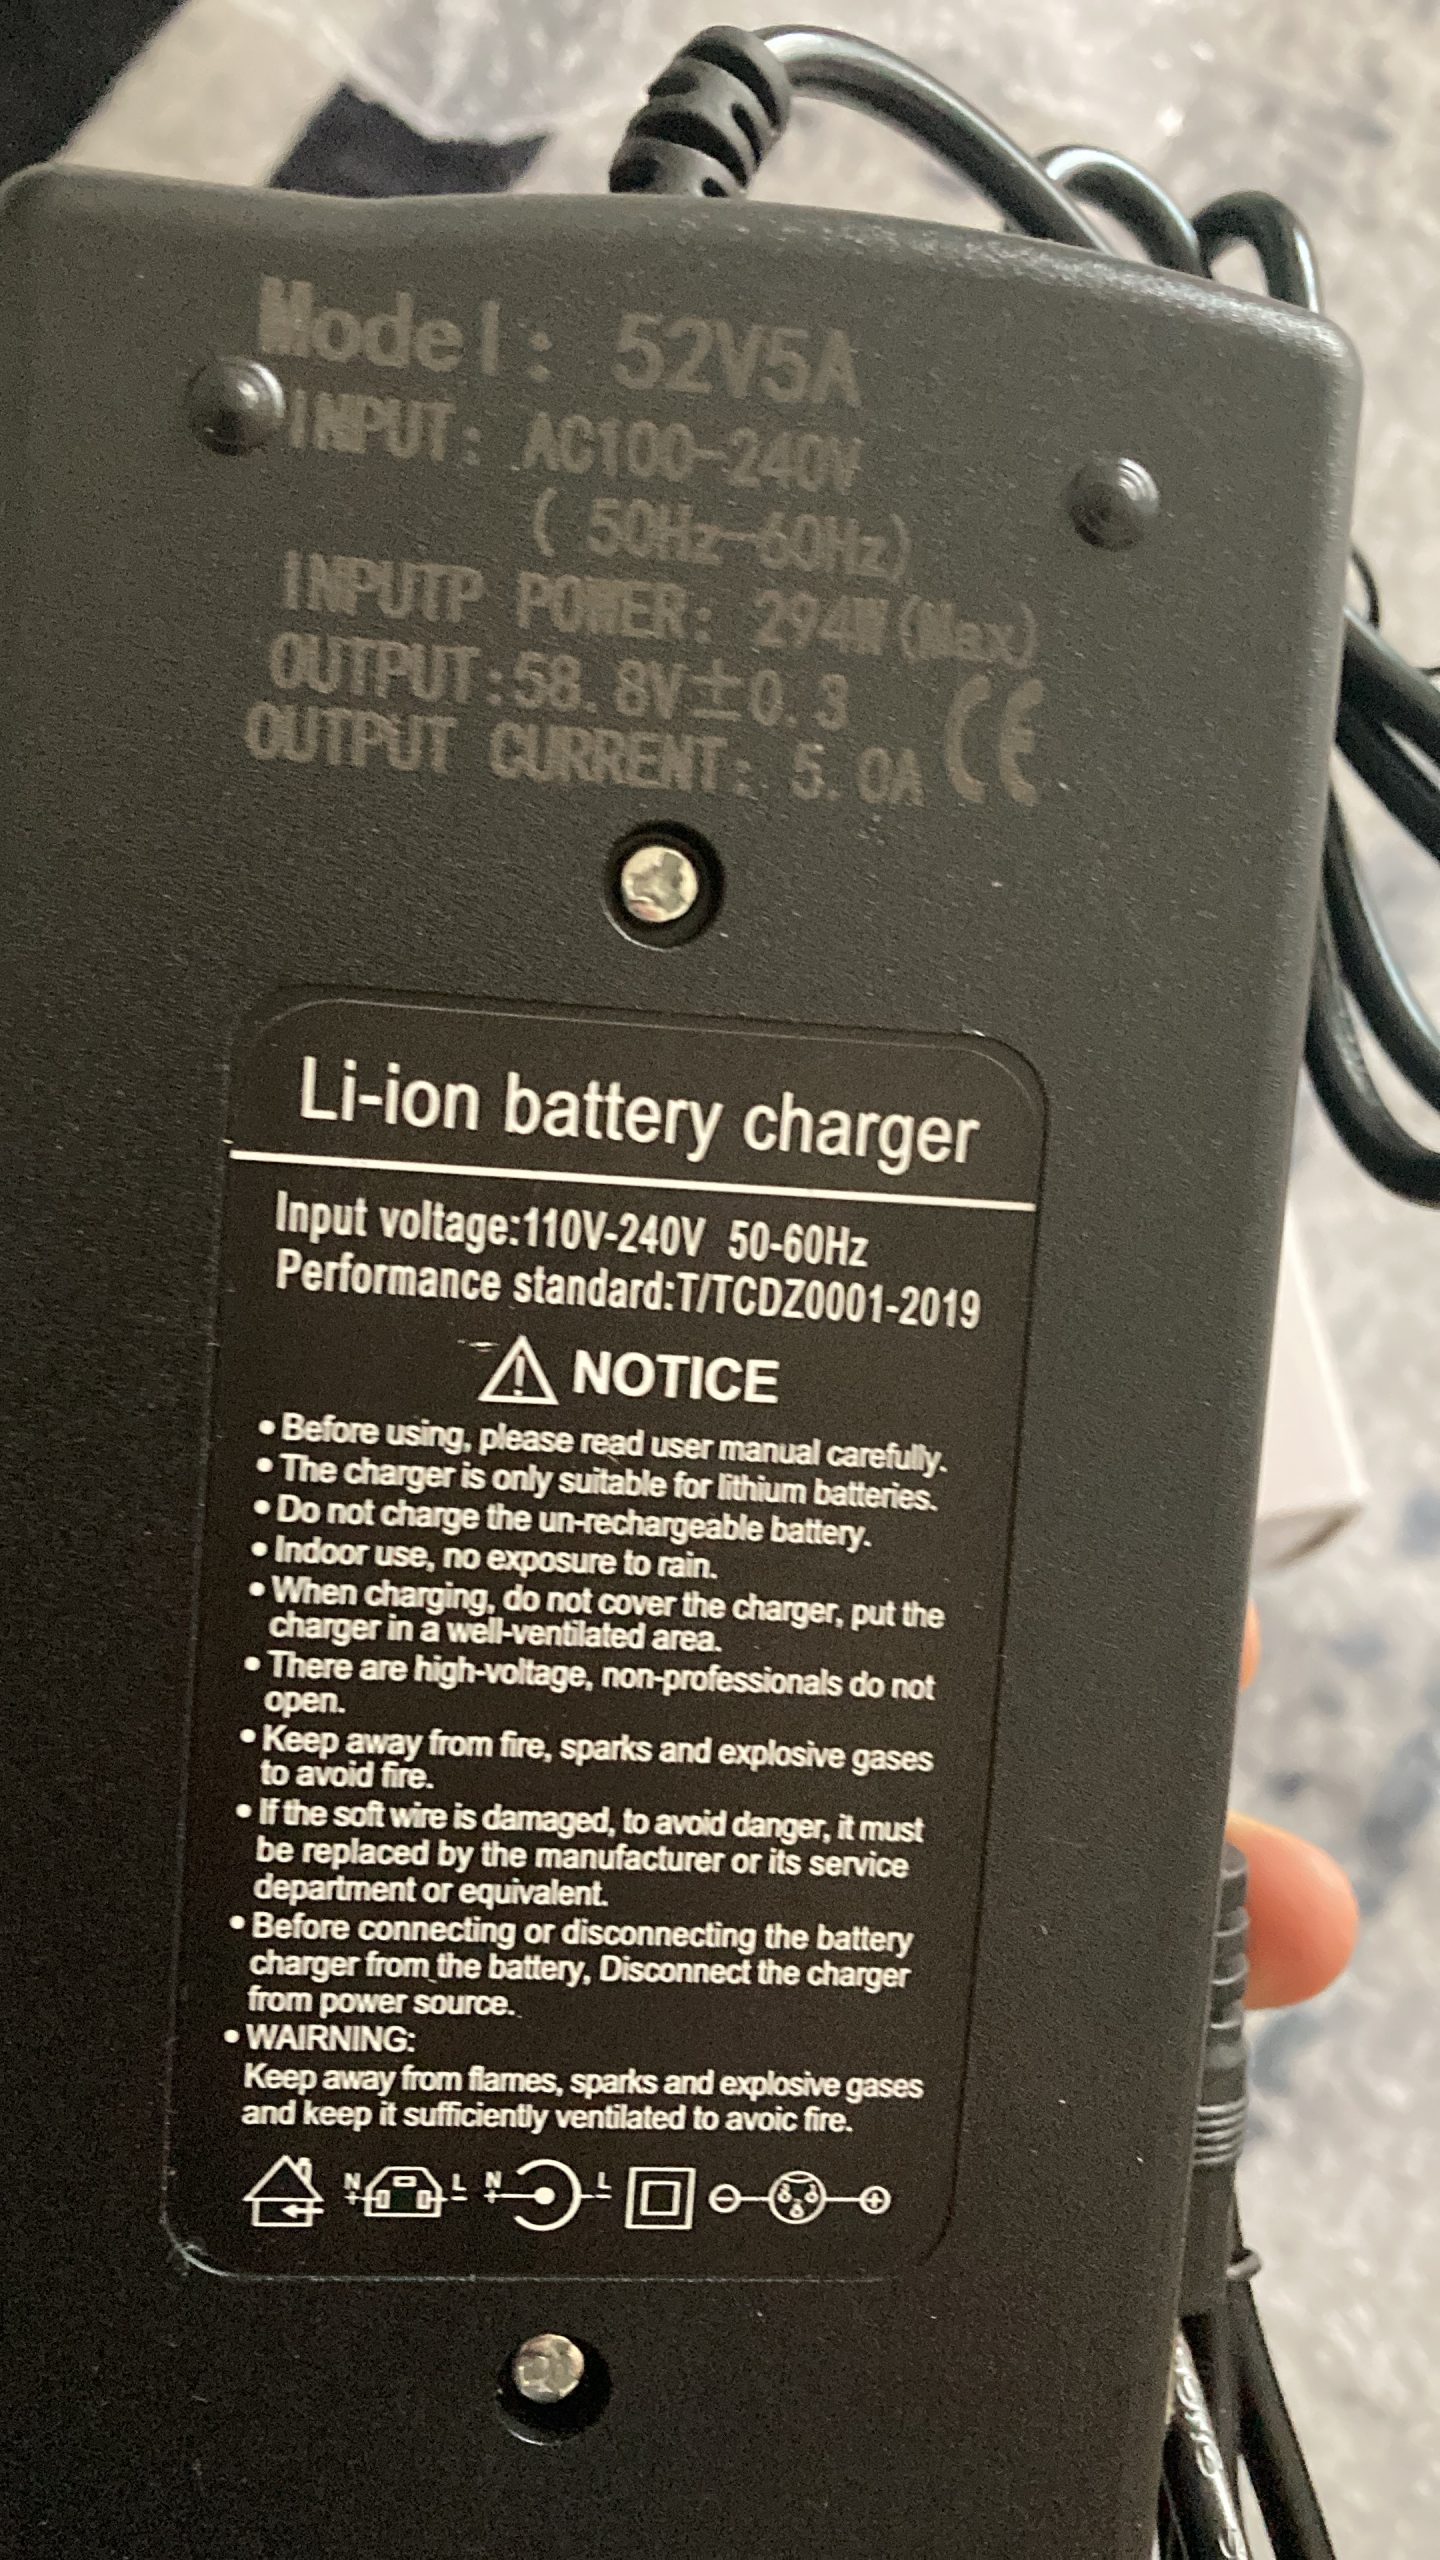 Model: 52V5A
INPUT: AC100-240V
( 50Hz-60Hz)
INPUTP POWER: 294W(Max)
OUTPUT:58.8V±0.3
OUTPUT CURRENT: 5.0A CE
Li-ion battery charger
Input voltage:110V-240V 50-60Hz
Performance standard:T/TCDZ0001-2019
NOTICE
• Before using, please read user manual carefully.
• The charger is only suitable for lithium batteries.
• Do not charge the un-rechargeable battery.
• Indoor use, no exposure to rain.
• When charging, do not cover the charger, put the
charger in a well-ventilated area.
• There are high-voltage, non-professionals do not
open.
• Keep away from fire, sparks and explosive gases
to avoid fire.
• If the soft wire is damaged, to avoid danger, it must
be replaced by the manufacturer or its service
department or equivalent.
• Before connecting or disconnecting the battery
charger from the battery, Disconnect the charger
from power source.
• WAIRNING:
Keep away from flames, sparks and explosive gases
and keep it sufficiently ventilated to avoic fire.
N L N L